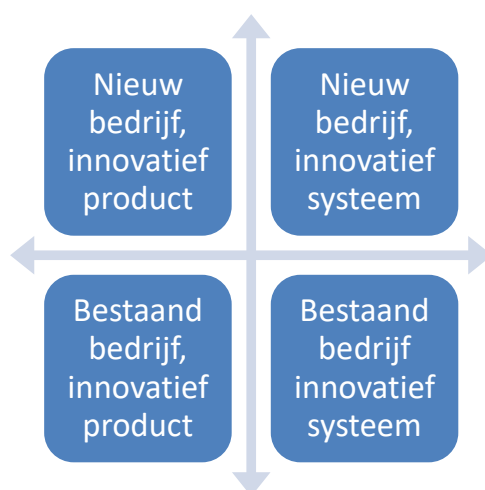 Nieuw
bedrijf,
innovatief
product
Nieuw
bedrijf,
innovatief
systeem
Bestaand
bedrijf,
innovatief
product
Bestaand
bedrijf
innovatief
systeem